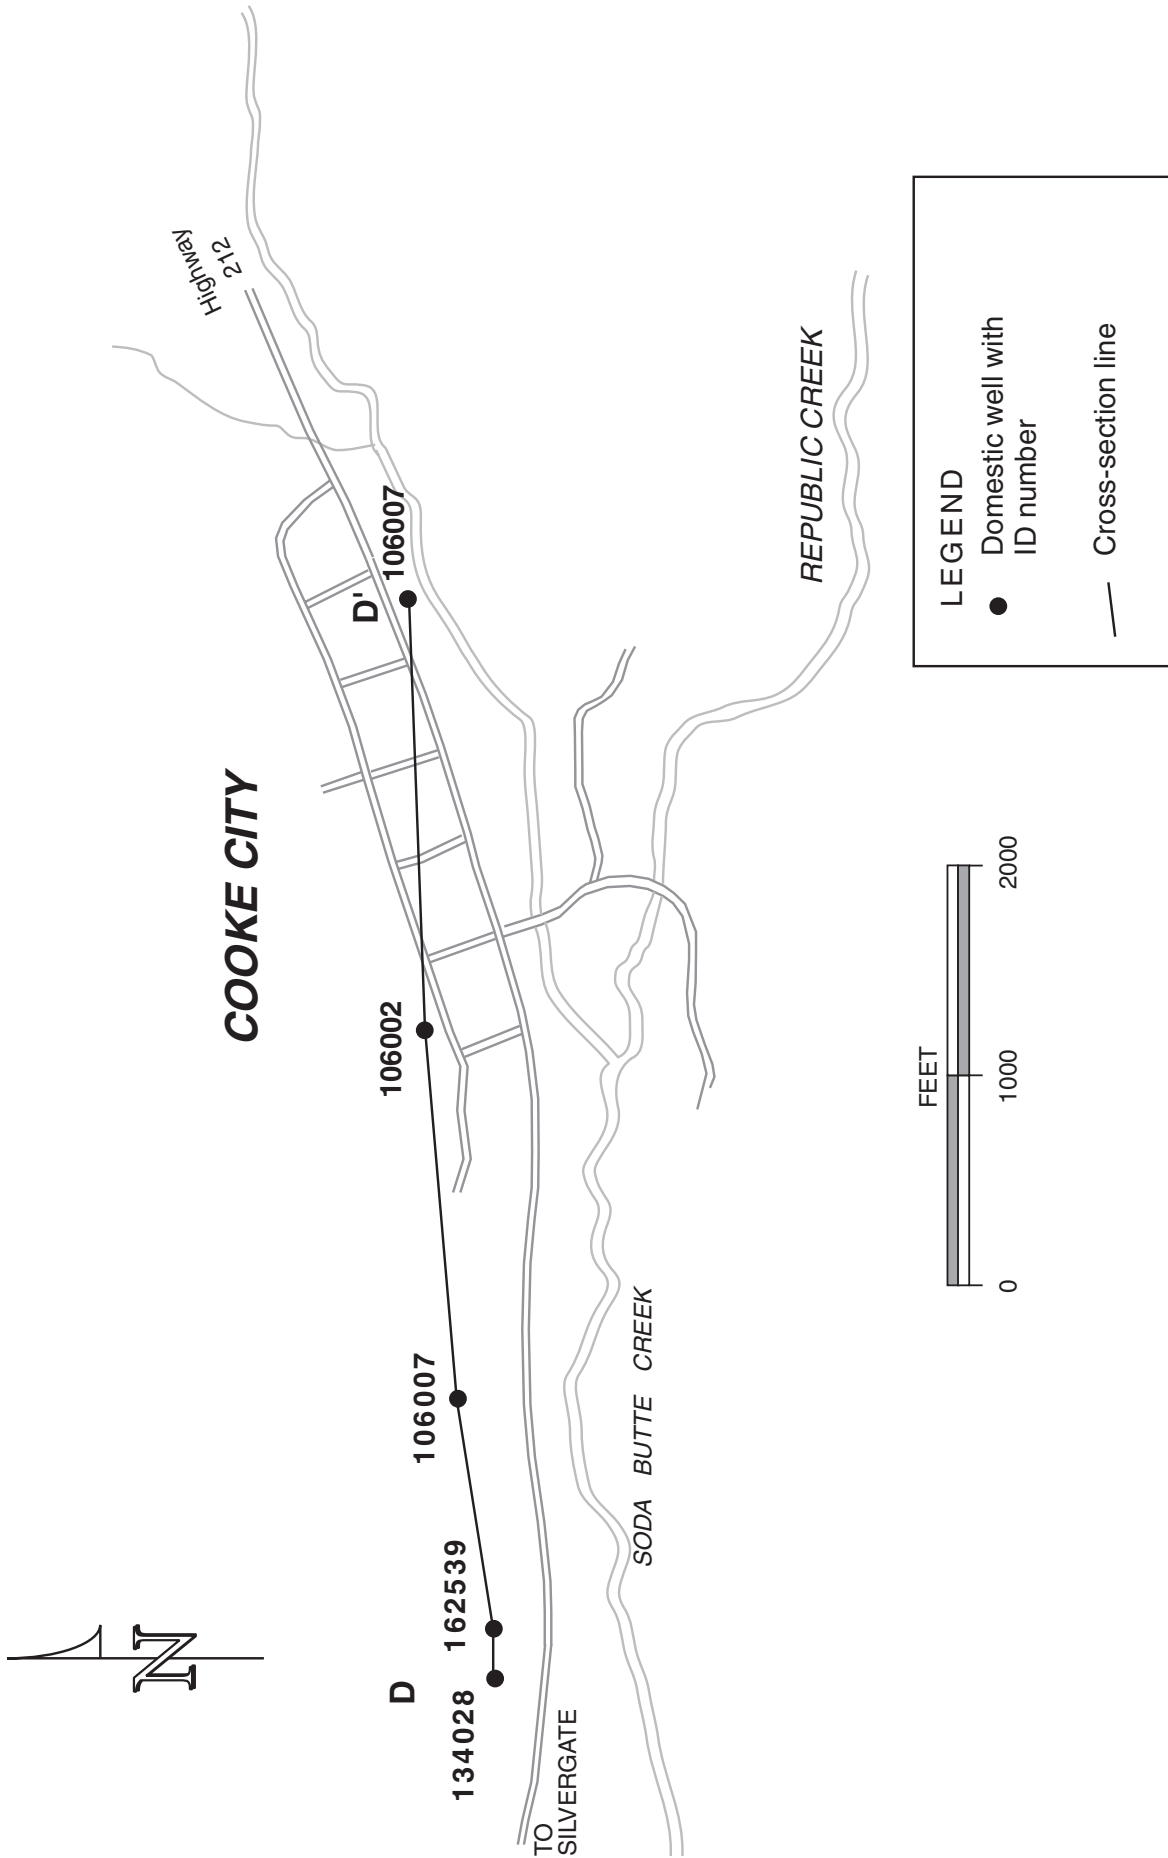 N
COOKE CITY
Highway
212
D
D'
134028
162539
106007
106002
106007
TO
SILVERGATE
SODA BUTTE CREEK
REPUBLIC CREEK
FEET
0 1000 2000
LEGEND
Domestic well with
ID number
Cross-section line